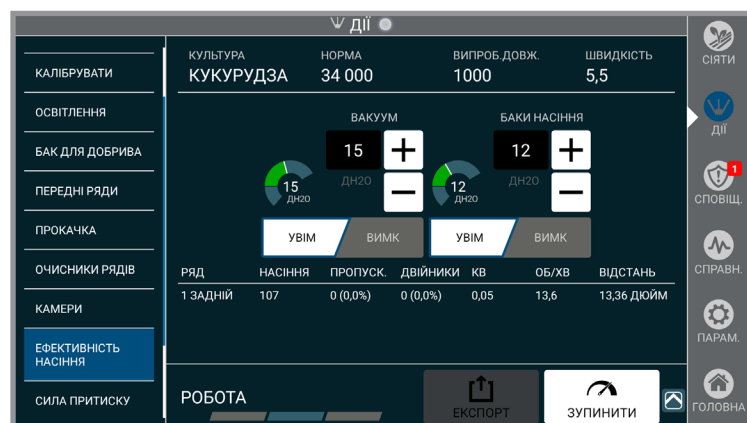 ДІЇ
КАЛІБРУВАТИ
ОСВІТЛЕННЯ
БАК ДЛЯ ДОБРИВА
ПЕРЕДНІ РЯДИ
ПРОКАЧКА
ОЧИСНИКИ РЯДІВ
КАМЕРИ
ЕФЕКТИВНІСТЬ
НАСІННЯ
СИЛА ПРИТИСКУ
КУЛЬТУРА НОРМА ВИПРОБ.ДОВЖ. ШВИДКІСТЬ
КУКУРУДЗА 34 000 1000 5,5
ВАКУУМ БАКИ НАСІННЯ
15 + 12 +
15 ДН2О − 12 ДН2О −
ДН2О ДН2О
УВІМ ВИМК УВІМ ВИМК
РЯД НАСІННЯ ПРОПУСК. ДВІЙНИКИ КВ ОБ/ХВ ВІДСТАНЬ
1 ЗАДНІЙ 107 0 (0,0%) 0 (0,0%) 0,05 13,6 13,36 ДЮЙМ
РОБОТА
ЕКСПОРТ ЗУПИНИТИ
СІЯТИ
ДІЇ
1
СПОВІЩ.
СПРАВН.
ПАРАМ.
ГОЛОВНА